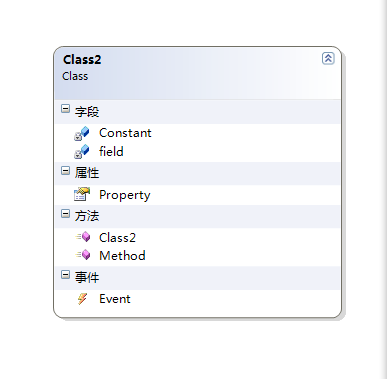 Class2
Class
字段
Constant
field
属性
Property
方法
Class2
Method
事件
Event